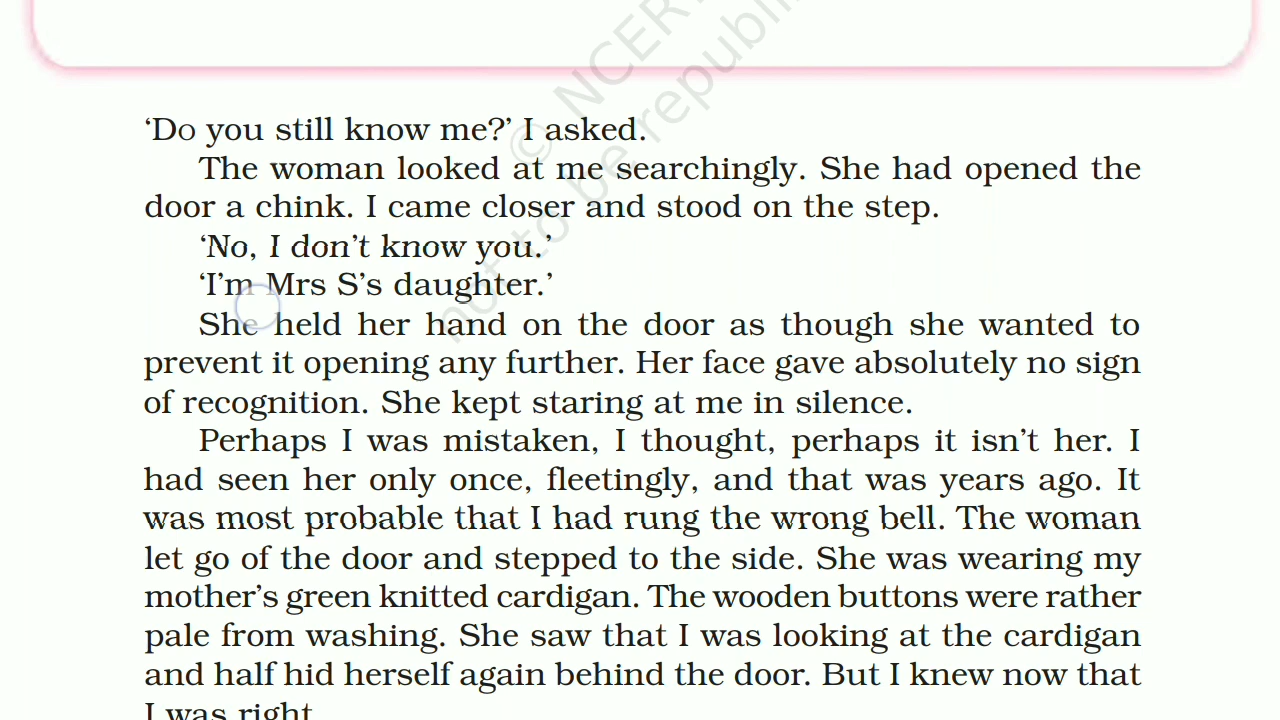 © NCERT
not to be republi
‘Do you still know me?’ I asked.
The woman looked at me searchingly. She had opened the
door a chink. I came closer and stood on the step.
‘No, I don’t know you.’
‘I’m Mrs S’s daughter.’
She held her hand on the door as though she wanted to
prevent it opening any further. Her face gave absolutely no sign
of recognition. She kept staring at me in silence.
Perhaps I was mistaken, I thought, perhaps it isn’t her. I
had seen her only once, fleetingly, and that was years ago. It
was most probable that I had rung the wrong bell. The woman
let go of the door and stepped to the side. She was wearing my
mother’s green knitted cardigan. The wooden buttons were rather
pale from washing. She saw that I was looking at the cardigan
and half hid herself again behind the door. But I knew now that
I was right